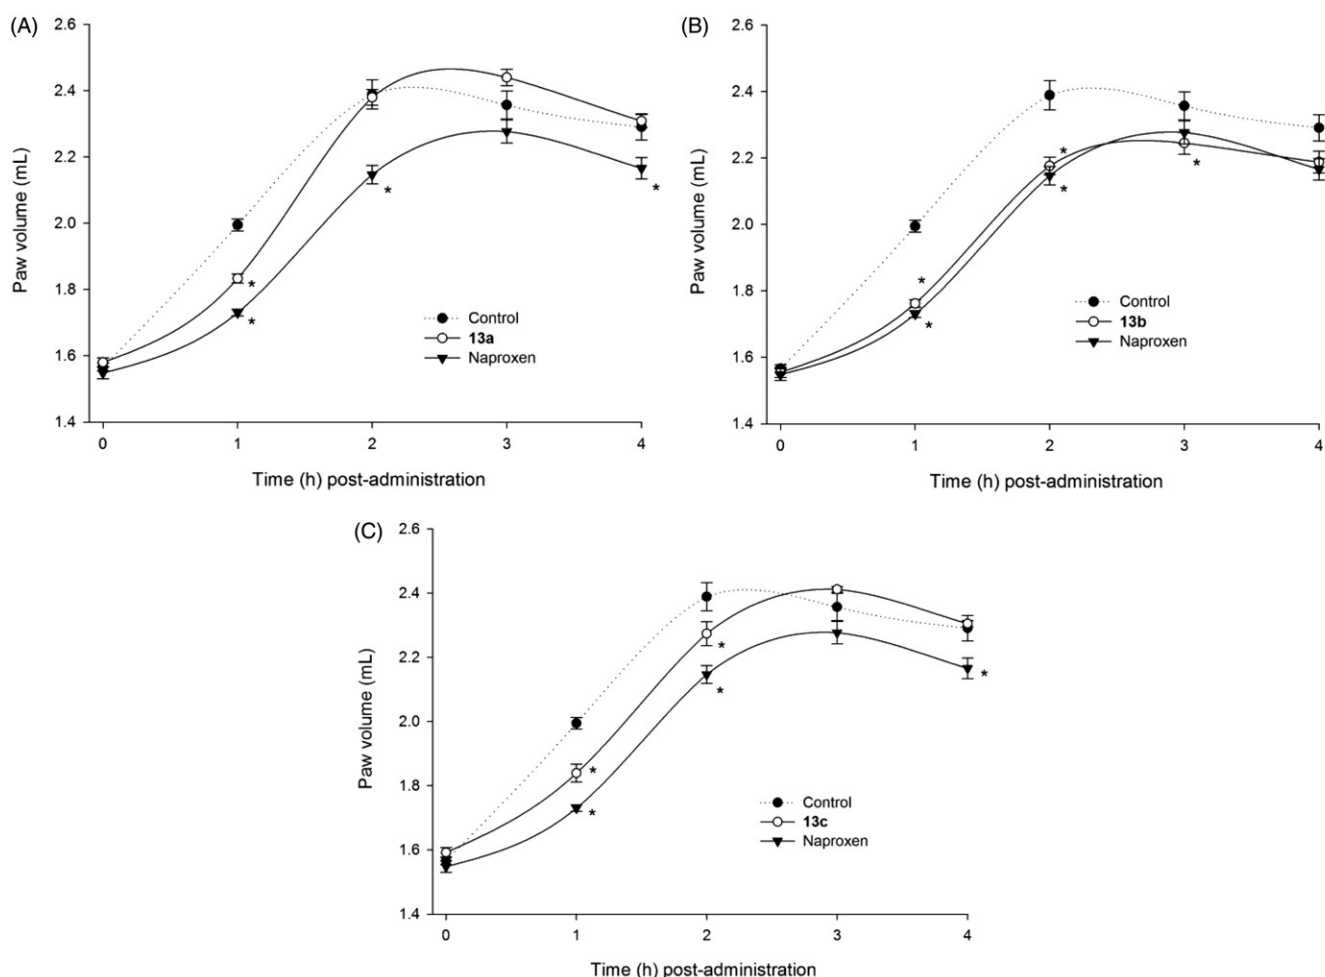 (A)
2.6
2.4
2.2
2.0
1.8
1.6
1.4
Paw volume (mL)
* * * *
Control
13a
Naproxen
0 1 2 3 4
Time (h) post-administration
(B)
2.6
2.4
2.2
2.0
1.8
1.6
1.4
Paw volume (mL)
* * * * *
Control
13b
Naproxen
0 1 2 3 4
Time (h) post-administration
(C)
2.6
2.4
2.2
2.0
1.8
1.6
1.4
Paw volume (mL)
* * * * *
Control
13c
Naproxen
0 1 2 3 4
Time (h) post-administration